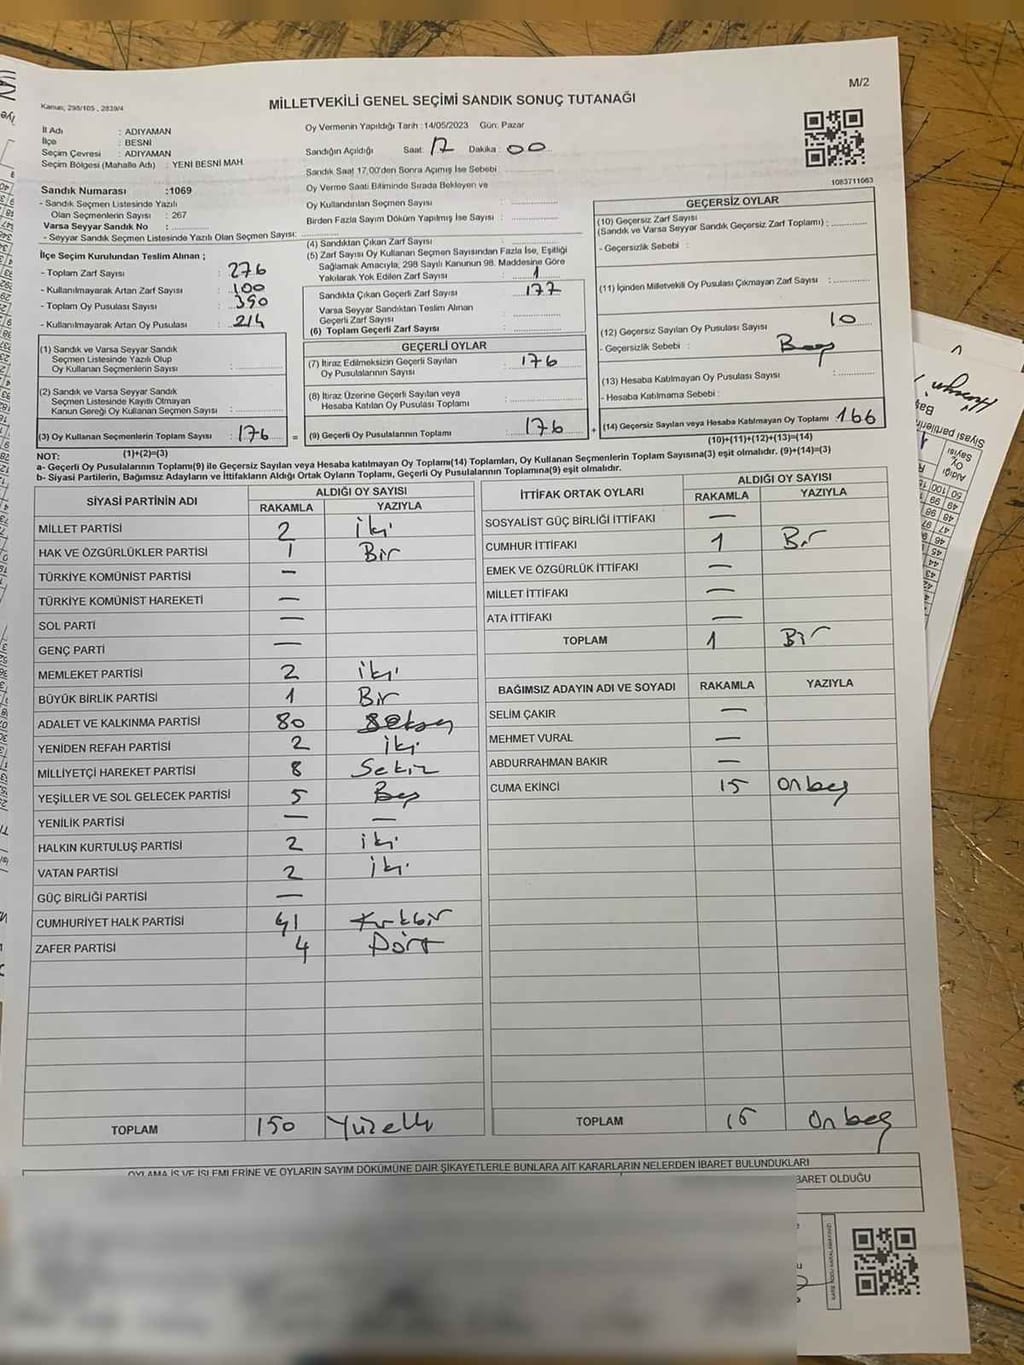 M/2
Kanun; 298/105 , 2839/4
MİLLETVEKİLİ GENEL SEÇİMİ SANDIK SONUÇ TUTANAĞI
İl Adı : ADIYAMAN
İlçe : BESNİ
Seçim Çevresi : ADIYAMAN
Seçim Bölgesi (Mahalle Adı) : YENİ BESNİ MAH.
Sandık Numarası :1069
- Sandık Seçmen Listesinde Yazılı
Olan Seçmenlerin Sayısı : 267
Varsa Seyyar Sandık No :
- Seyyar Sandık Seçmen Listesinde Yazılı Olan Seçmen Sayısı:
Oy Vermenin Yapıldığı Tarih : 14/05/2023 Gün: Pazar
Sandığın Açıldığı Saat: 17 Dakika : 00
Sandık Saat 17.00'den Sonra Açılmış İse Sebebi
Oy Verme Saati Bitiminde Sırada Bekleyen ve
Oy Kullandırılan Seçmen Sayısı :
Birden Fazla Sayım Döküm Yapılmış İse Sayısı :
1083711063
İlçe Seçim Kurulundan Teslim Alınan ;
- Toplam Zarf Sayısı : 276
- Kullanılmayarak Artan Zarf Sayısı : 100
- Toplam Oy Pusulası Sayısı : 390
- Kullanılmayarak Artan Oy Pusulası : 214
(1) Sandık ve Varsa Seyyar Sandık
Seçmen Listesinde Yazılı Olup
Oy Kullanan Seçmenlerin Sayısı :
(2) Sandık ve Varsa Seyyar Sandık
Seçmen Listesinde Kayıtlı Olmayan
Kanun Gereği Oy Kullanan Seçmen Sayısı :
(3) Oy Kullanan Seçmenlerin Toplam Sayısı : 176 =
(1)+(2)=(3)
(4) Sandıktan Çıkan Zarf Sayısı :
(5) Zarf Sayısı Oy Kullanan Seçmen Sayısından Fazla İse, Eşitliği
Sağlamak Amacıyla, 298 Sayılı Kanunun 98. Maddesine Göre
Yakılarak Yok Edilen Zarf Sayısı : 1
Sandıkta Çıkan Geçerli Zarf Sayısı : 177
Varsa Seyyar Sandıktan Teslim Alınan
Geçerli Zarf Sayısı :
(6) Toplam Geçerli Zarf Sayısı :
GEÇERLİ OYLAR
(7) İtiraz Edilmeksizin Geçerli Sayılan
Oy Pusulalarının Sayısı : 176
(8) İtiraz Üzerine Geçerli Sayılan veya
Hesaba Katılan Oy Pusulası Toplamı :
(9) Geçerli Oy Pusulalarının Toplamı : 176 +
GEÇERSİZ OYLAR
(10) Geçersiz Zarf Sayısı
(Sandık ve Varsa Seyyar Sandık Geçersiz Zarf Toplamı) :
- Geçersizlik Sebebi :
(11) İçinden Milletvekili Oy Pusulası Çıkmayan Zarf Sayısı :
(12) Geçersiz Sayılan Oy Pusulası Sayısı : 10
- Geçersizlik Sebebi :
(13) Hesaba Katılmayan Oy Pusulası Sayısı :
- Hesaba Katılmama Sebebi :
(14) Geçersiz Sayılan veya Hesaba Katılmayan Oy Toplamı : 166
(10)+(11)+(12)+(13)=(14)
NOT:
a- Geçerli Oy Pusulalarının Toplamı(9) ile Geçersiz Sayılan veya Hesaba katılmayan Oy Toplamı(14) Toplamları, Oy Kullanan Seçmenlerin Toplam Sayısına(3) eşit olmalıdır. (9)+(14)=(3)
b- Siyasi Partilerin, Bağımsız Adayların ve İttifakların Aldığı Ortak Oyların Toplamı, Geçerli Oy Pusulalarının Toplamına(9) eşit olmalıdır.
SİYASİ PARTİNİN ADI ALDIĞI OY SAYISI
RAKAMLA YAZIYLA
MİLLET PARTİSİ 2 İki
HAK VE ÖZGÜRLÜKLER PARTİSİ 1 Bir
TÜRKİYE KOMÜNİST PARTİSİ —
TÜRKİYE KOMÜNİST HAREKETİ —
SOL PARTİ —
GENÇ PARTİ —
MEMLEKET PARTİSİ 2 İki
BÜYÜK BİRLİK PARTİSİ 1 Bir
ADALET VE KALKINMA PARTİSİ 80 Seksen
YENİDEN REFAH PARTİSİ 2 İki
MİLLİYETÇİ HAREKET PARTİSİ 8 Sekiz
YEŞİLLER VE SOL GELECEK PARTİSİ 5 Beş
YENİLİK PARTİSİ — —
HALKIN KURTULUŞ PARTİSİ 2 İki
VATAN PARTİSİ 2 İki
GÜÇ BİRLİĞİ PARTİSİ —
CUMHURİYET HALK PARTİSİ 41 Kırkbir
ZAFER PARTİSİ 4 Dört
TOPLAM 150 Yüzelli
İTTİFAK ORTAK OYLARI ALDIĞI OY SAYISI
RAKAMLA YAZIYLA
SOSYALİST GÜÇ BİRLİĞİ İTTİFAKI —
CUMHUR İTTİFAKI 1 Bir
EMEK VE ÖZGÜRLÜK İTTİFAKI —
MİLLET İTTİFAKI —
ATA İTTİFAKI —
TOPLAM 1 Bir
BAĞIMSIZ ADAYIN ADI VE SOYADI RAKAMLA YAZIYLA
SELİM ÇAKIR —
MEHMET VURAL —
ABDURRAHMAN BAKIR —
CUMA EKİNCİ 15 Onbeş
TOPLAM 15 Onbeş
OYLAMA İŞ VE İŞLEMLERİNE VE OYLARIN SAYIM DÖKÜMÜNE DAİR ŞİKAYETLERLE BUNLARA AİT KARARLARIN NELERDEN İBARET BULUNDUKLARI
BARET OLDUĞU